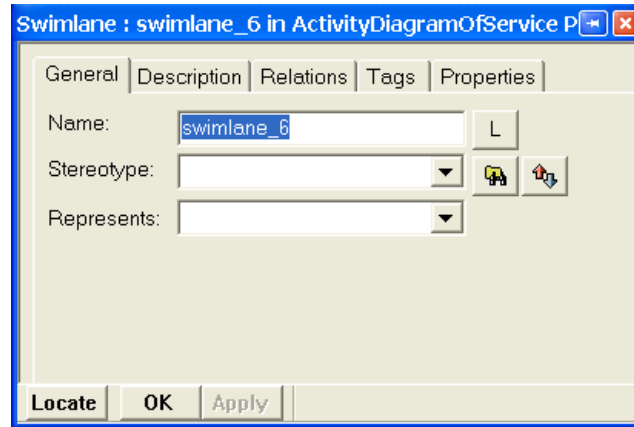 Swimlane : swimlane_6 in ActivityDiagramOfService P
General Description Relations Tags Properties
Name: swimlane_6 L
Stereotype:
Represents:
Locate OK Apply